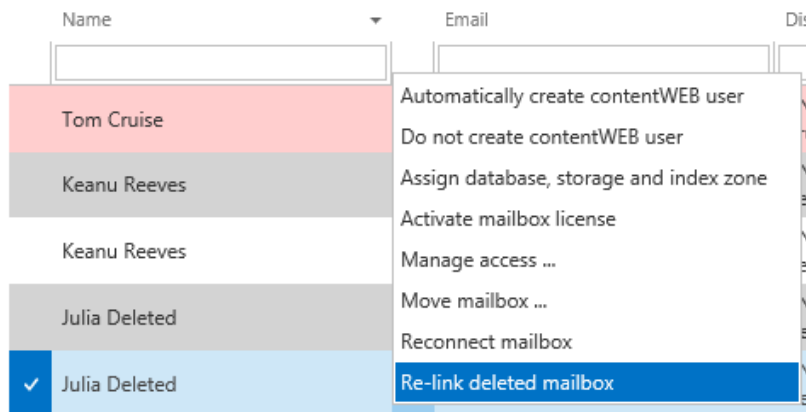 Name
Email
Dis
Automatically create contentWEB user
Tom Cruise
Do not create contentWEB user
Keanu Reeves
Assign database, storage and index zone
Activate mailbox license
Keanu Reeves
Manage access ...
Move mailbox ...
Julia Deleted
Reconnect mailbox
Julia Deleted
Re-link deleted mailbox